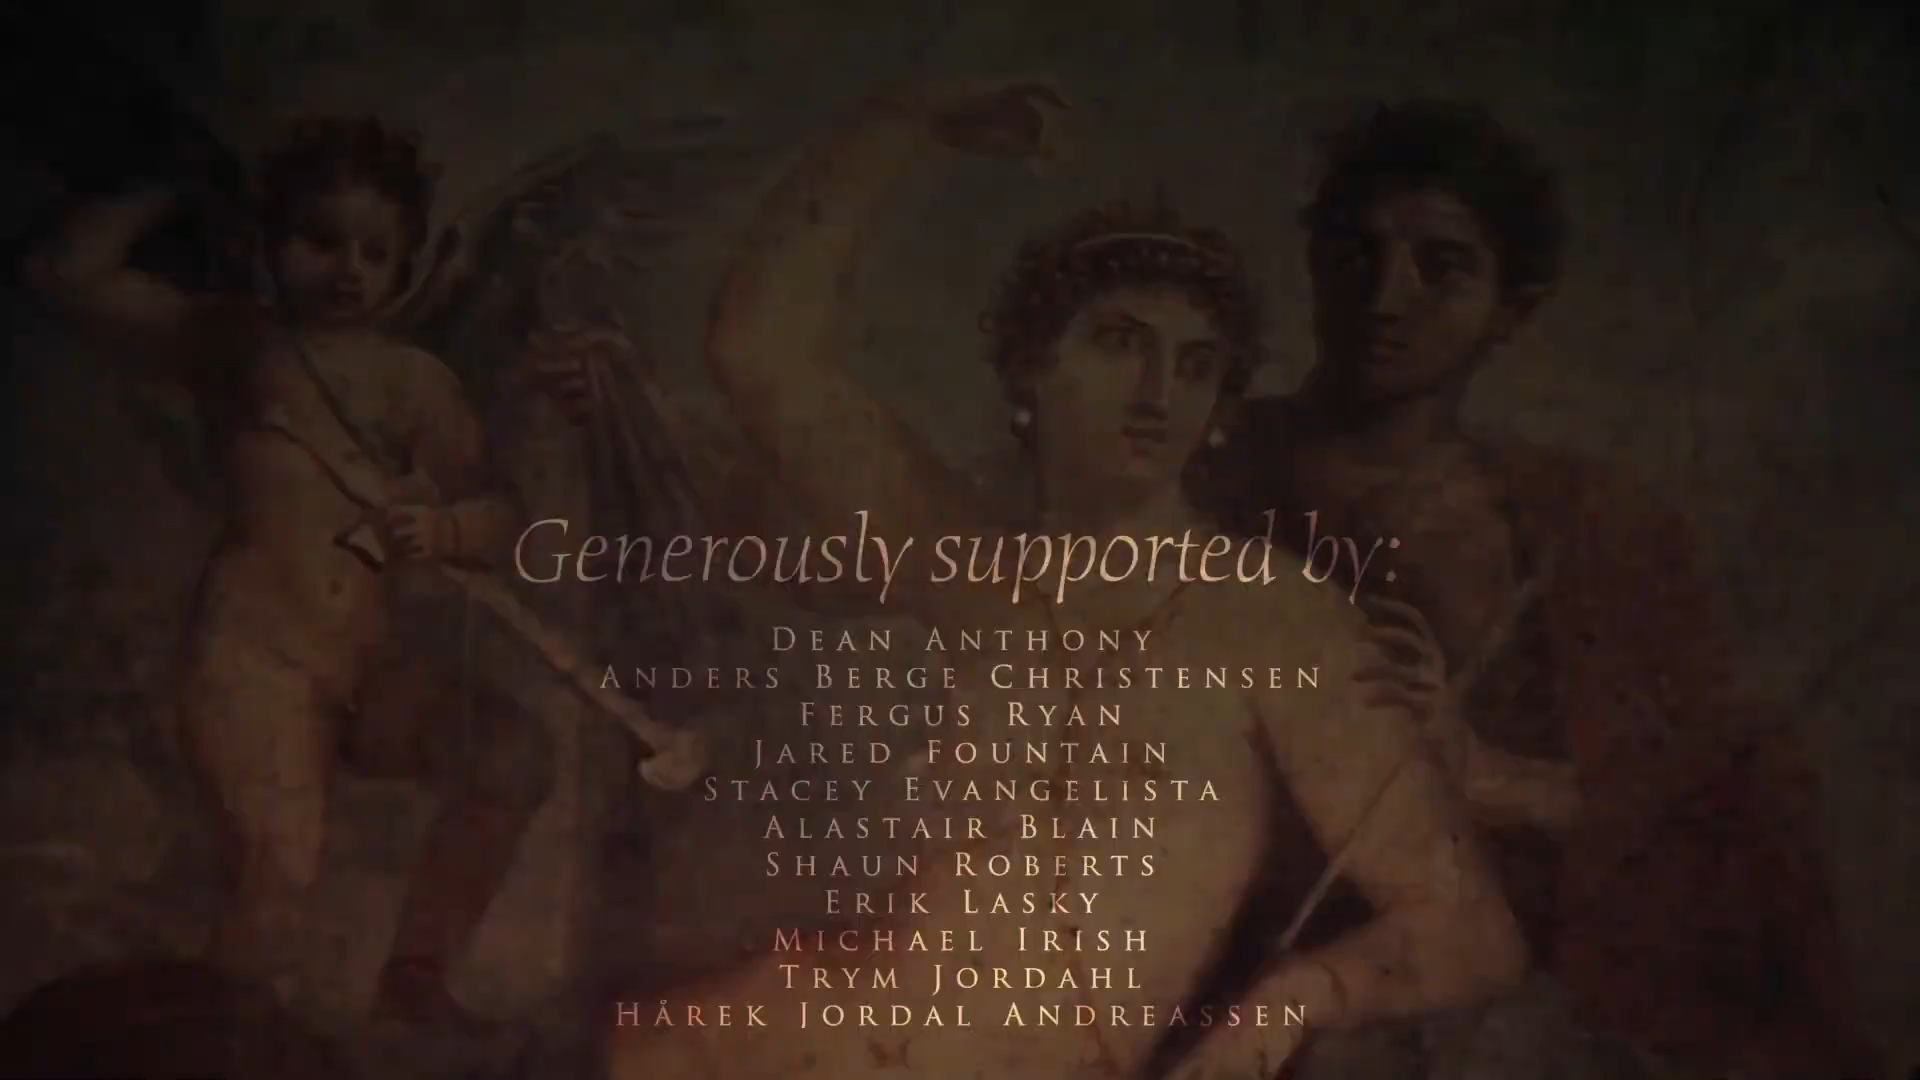 Generously supported by:
Dean Anthony
Anders Berge Christensen
Fergus Ryan
Jared Fountain
Stacey Evangelista
Alastair Blain
Shaun Roberts
Erik Lasky
Michael Irish
Trym Jordahl
Hårek Jordal Andreassen